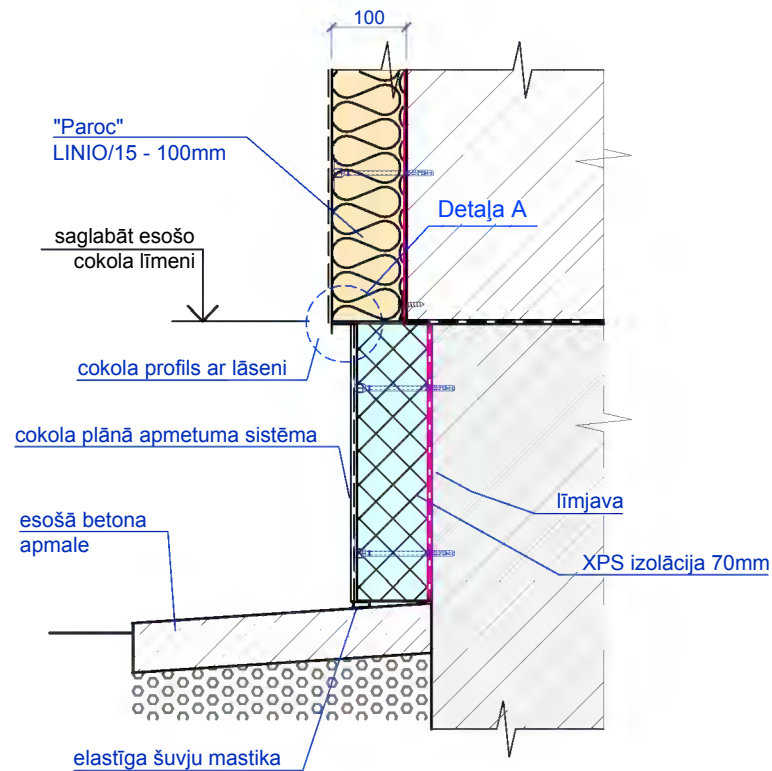 100
"Paroc"
LINIO/15 - 100mm
Detaļa A
saglabāt esošo
cokola līmeni
cokola profils ar lāseni
cokola plānā apmetuma sistēma
līmjava
esošā betona
apmale
XPS izolācija 70mm
elastīga šuvju mastika